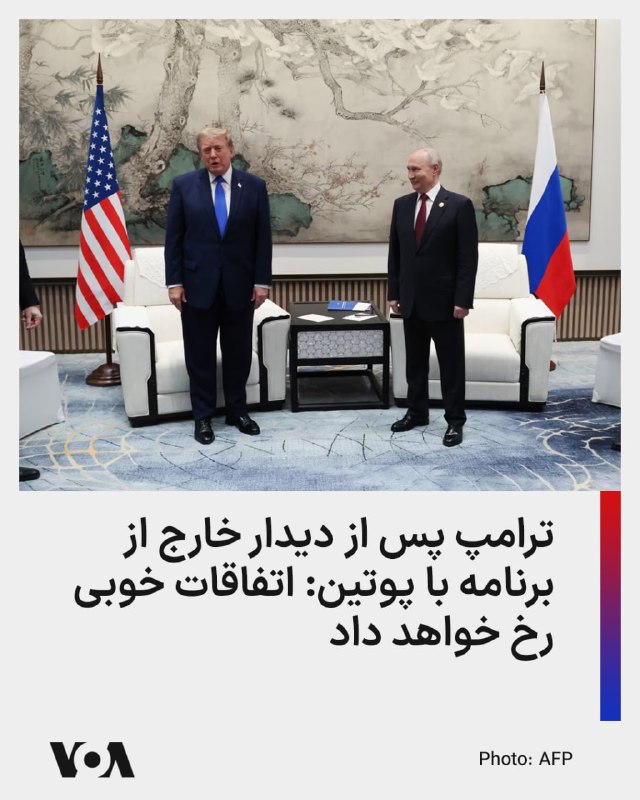 ترامپ پس از دیدار خارج از
برنامه با پوتین: اتفاقات خوبی
رخ خواهد داد
VOA
Photo: AFP